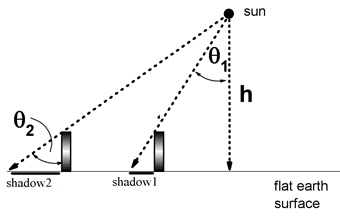 sun
θ1
θ2
h
shadow2
shadow1
flat earth
surface